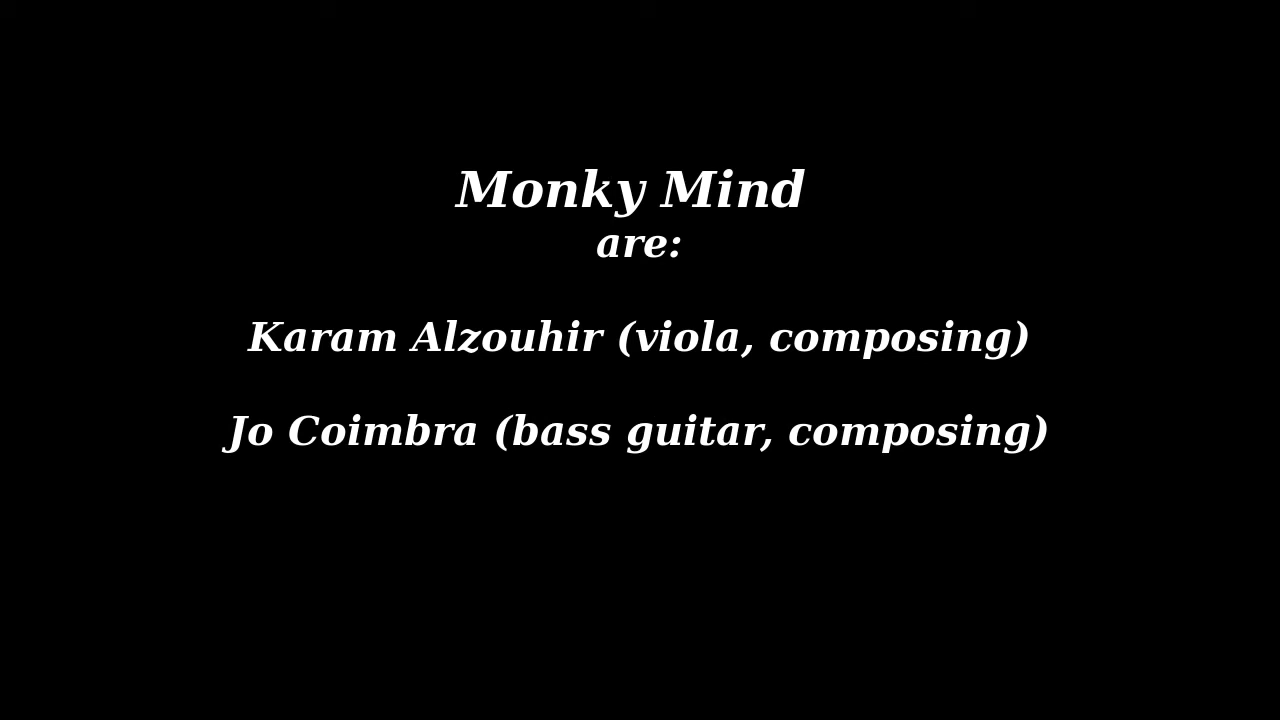 Monky Mind
are:
Karam Alzouhir (viola, composing)
Jo Coimbra (bass guitar, composing)